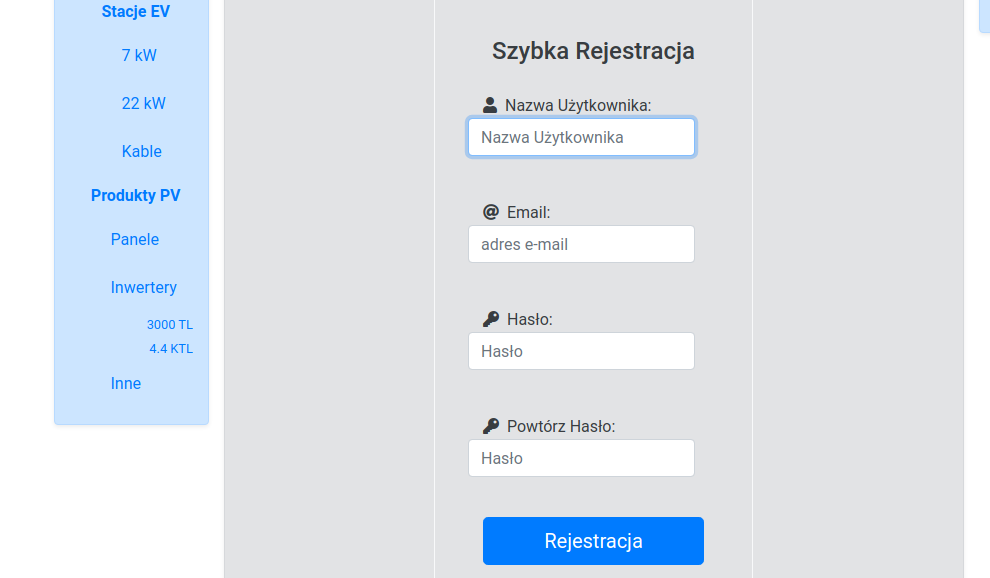 Stacje EV
7 kW
22 kW
Kable
Produkty PV
Panele
Inwertery
3000 TL
4.4 KTL
Inne
Szybka Rejestracja
Nazwa Użytkownika:
Nazwa Użytkownika
Email:
adres e-mail
Hasło:
Hasło
Powtórz Hasło:
Hasło
Rejestracja